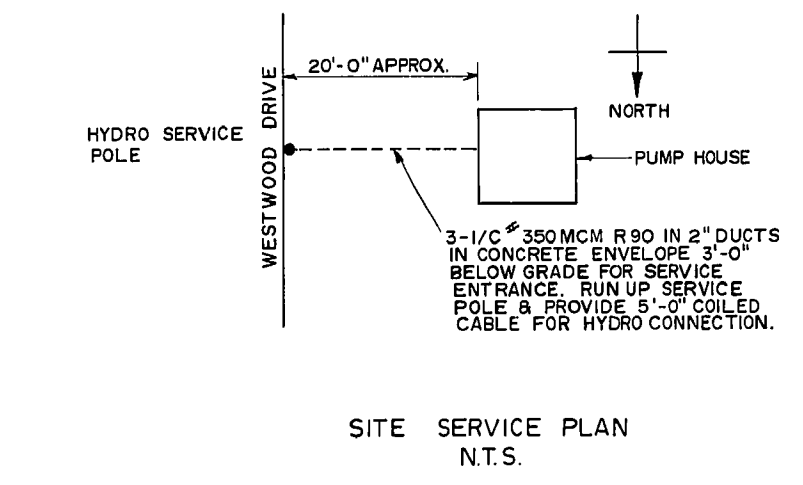 20'-0" APPROX.
NORTH
HYDRO SERVICE
POLE
WESTWOOD DRIVE
PUMP HOUSE
3-1/C # 350 MCM R90 IN 2" DUCTS
IN CONCRETE ENVELOPE 3'-0"
BELOW GRADE FOR SERVICE
ENTRANCE. RUN UP SERVICE
POLE & PROVIDE 5'-0" COILED
CABLE FOR HYDRO CONNECTION.
SITE SERVICE PLAN
N.T.S.